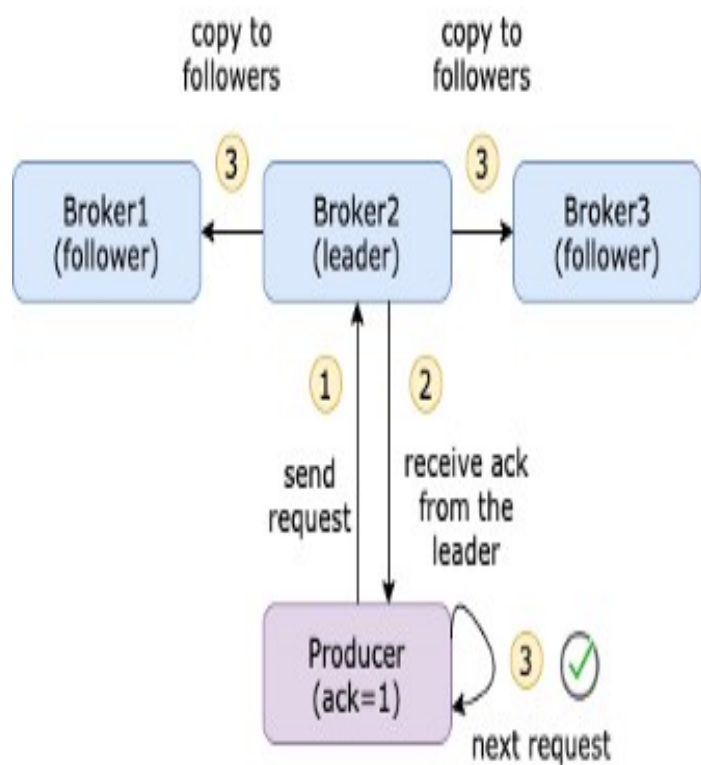 copy to
followers
copy to
followers
3
3
Broker1
(follower)
Broker2
(leader)
Broker3
(follower)
1
2
send
request
receive ack
from the
leader
Producer
(ack=1)
3
next request